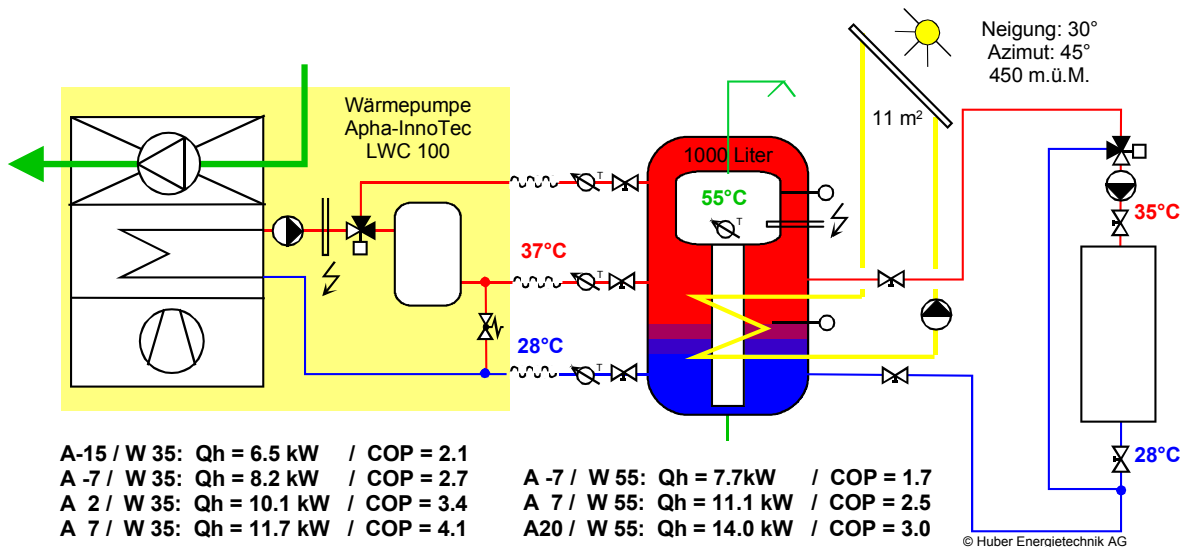 Neigung: 30°
Azimut: 45°
450 m.ü.M.
Wärmepumpe
Apha-InnoTec
LWC 100
11 m²
1000 Liter
T
55°C
T
35°C
37°C
T
28°C
T
28°C
A-15 / W 35: Qh = 6.5 kW / COP = 2.1
A -7 / W 35: Qh = 8.2 kW / COP = 2.7
A 2 / W 35: Qh = 10.1 kW / COP = 3.4
A 7 / W 35: Qh = 11.7 kW / COP = 4.1
A -7 / W 55: Qh = 7.7kW / COP = 1.7
A 7 / W 55: Qh = 11.1 kW / COP = 2.5
A20 / W 55: Qh = 14.0 kW / COP = 3.0
© Huber Energietechnik AG